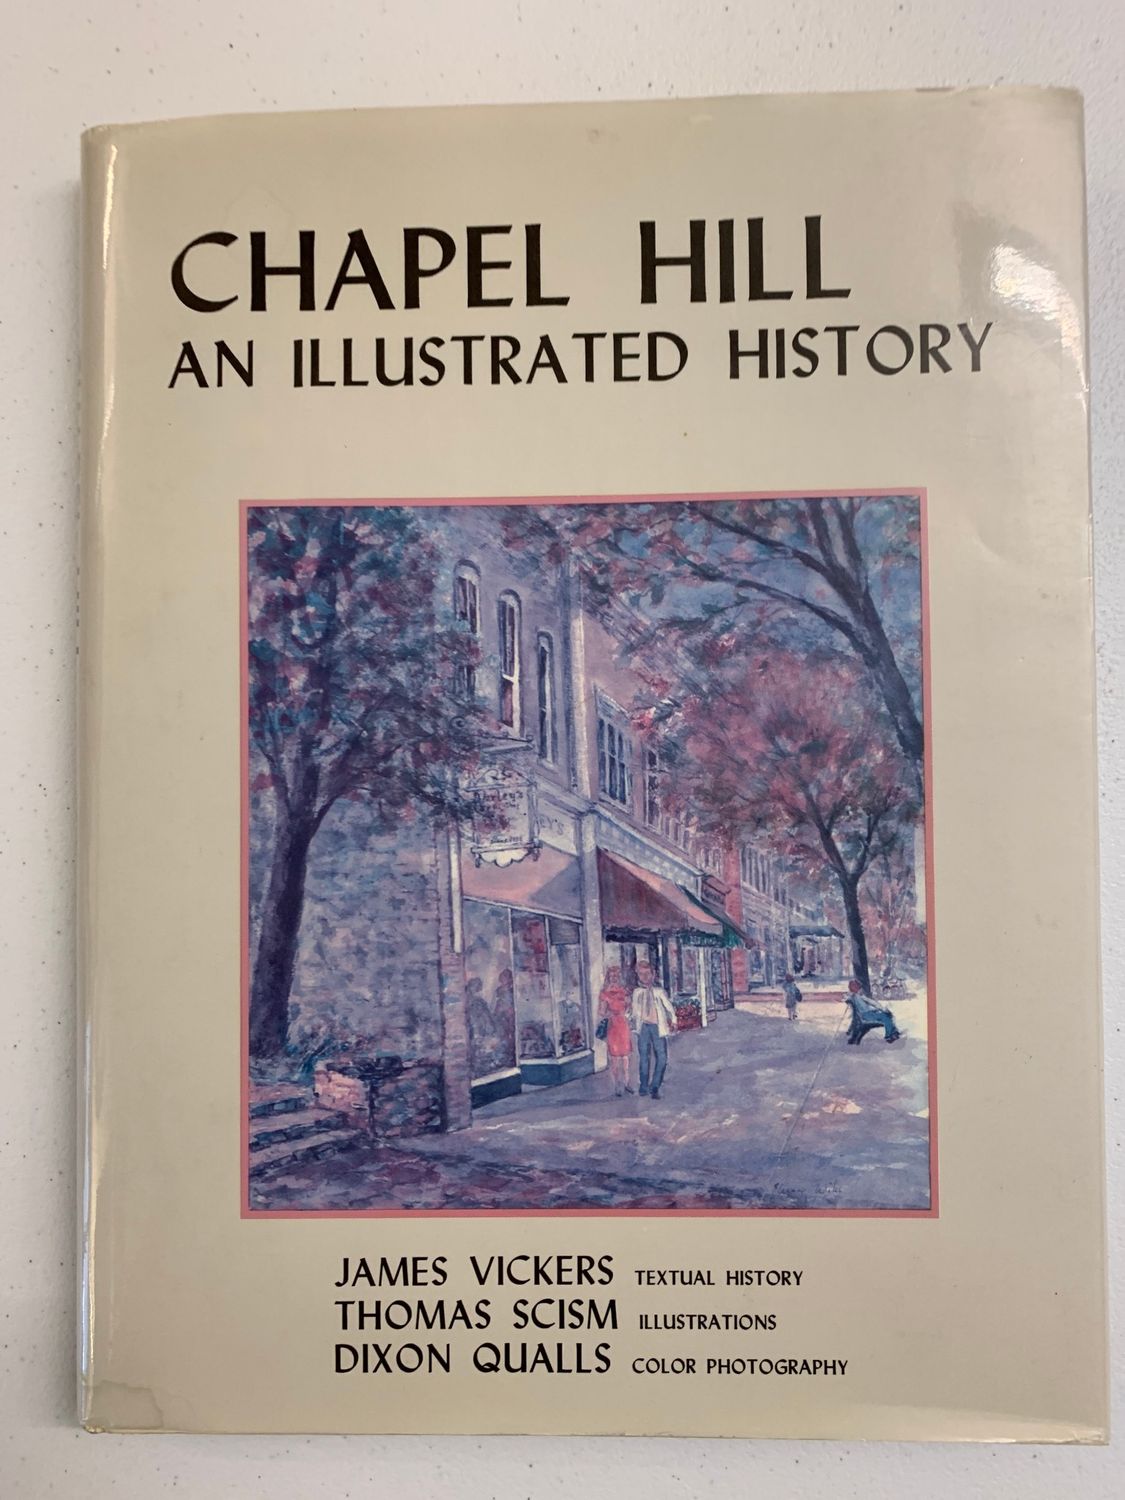 CHAPEL HILL
AN ILLUSTRATED HISTORY
JAMES VICKERS TEXTUAL HISTORY
THOMAS SCISM ILLUSTRATIONS
DIXON QUALLS COLOR PHOTOGRAPHY